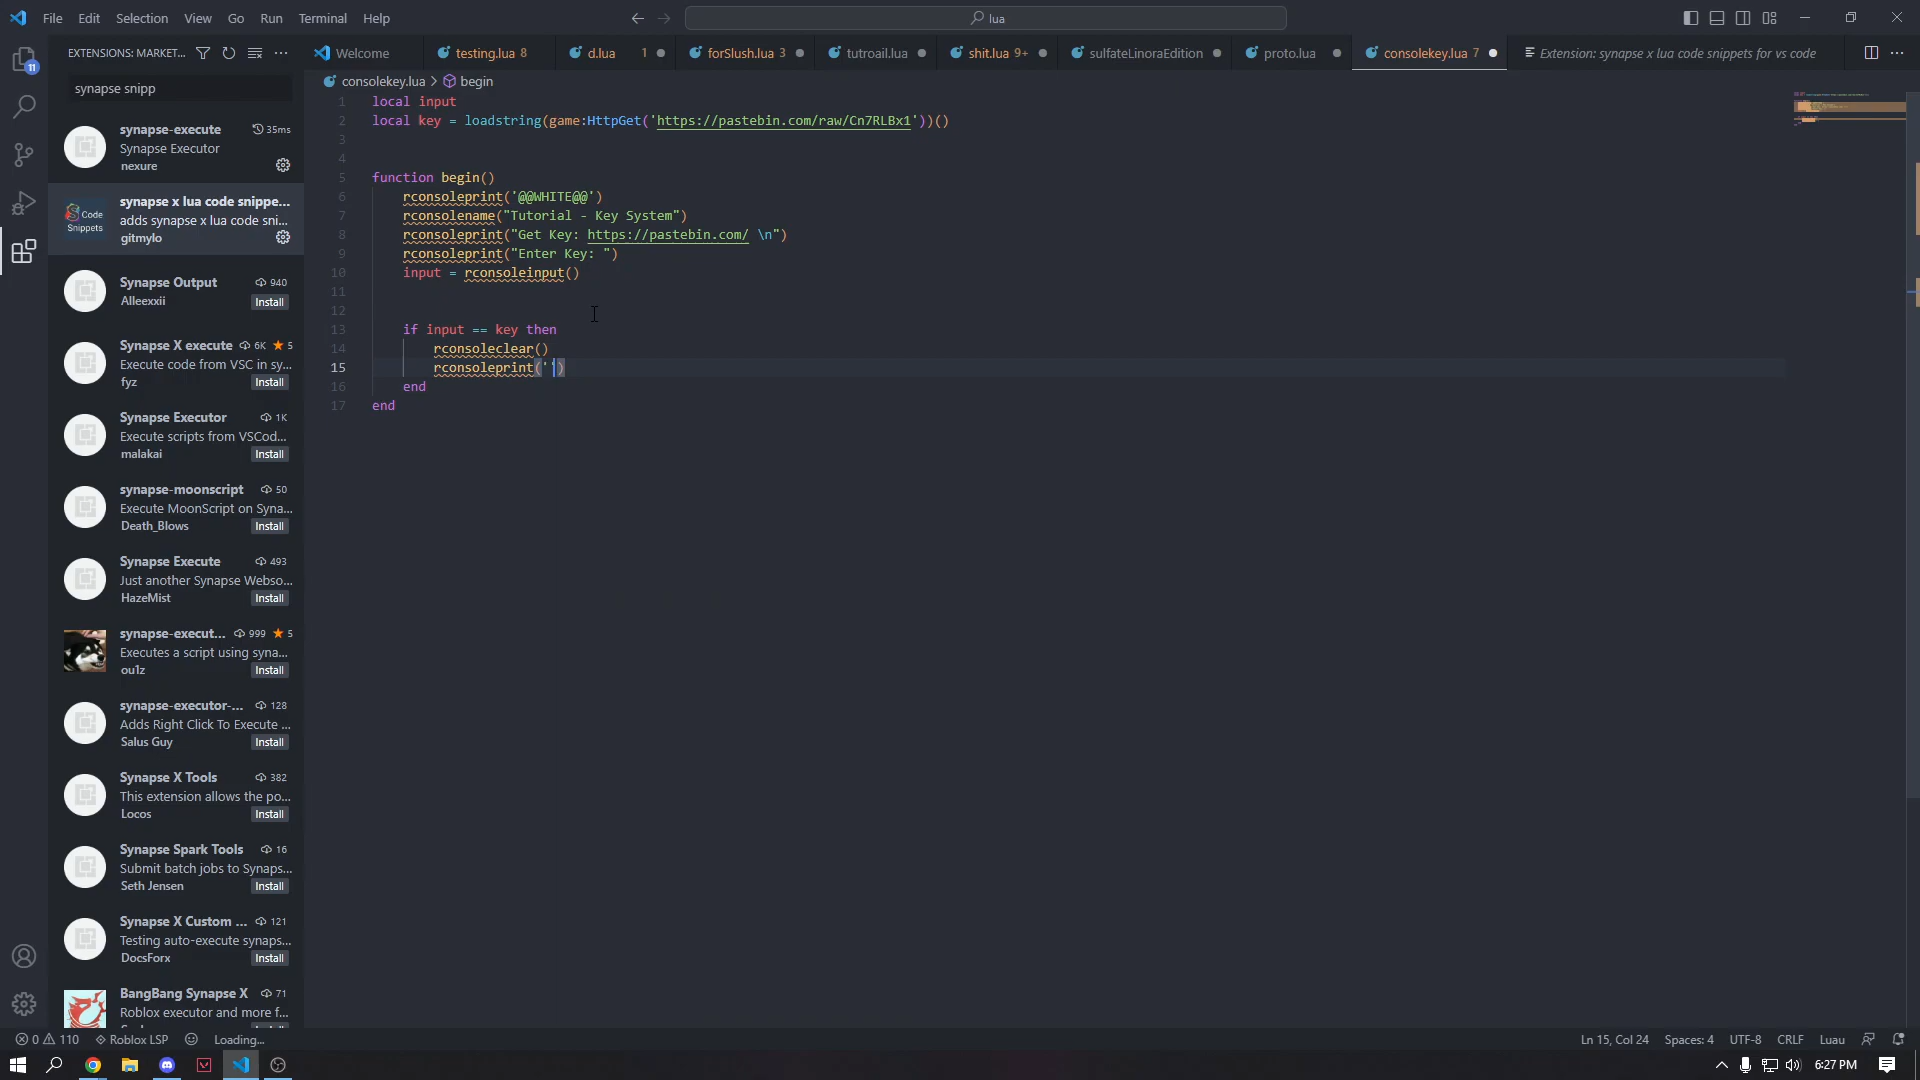 File Edit Selection View Go Run Terminal Help
lua
EXTENSIONS: MARKET...
Welcome
testing.lua 8
d.lua 1
forSlush.lua 3
tutroail.lua
shit.lua 9+
sulfateLinoraEdition
proto.lua
consolekey.lua 7
Extension: synapse x lua code snippets for vs code
synapse snipp
consolekey.lua > begin
synapse-execute 35ms
Synapse Executor
nexure
synapse x lua code snippe...
adds synapse x lua code sni...
gitmylo
Code
Snippets
Synapse Output 940
Alleexxii Install
Synapse X execute 6K 5
Execute code from VSC in sy...
fyz Install
Synapse Executor 1K
Execute scripts from VSCod...
malakai Install
synapse-moonscript 50
Execute MoonScript on Syna...
Death_Blows Install
Synapse Execute 493
Just another Synapse Webso...
HazeMist Install
synapse-execut... 999 5
Executes a script using syna...
ou1z Install
synapse-executor-... 128
Adds Right Click To Execute ...
Salus Guy Install
Synapse X Tools 382
This extension allows the po...
Locos Install
Synapse Spark Tools 16
Submit batch jobs to Synaps...
Seth Jensen Install
Synapse X Custom ... 121
Testing auto-execute synaps...
DocsForx Install
BangBang Synapse X 71
Roblox executor and more f...
1 local input
2 local key = loadstring(game:HttpGet('https://pastebin.com/raw/Cn7RLBx1'))()
3
4
5 function begin()
6 rconsoleprint('@@WHITE@@')
7 rconsolename("Tutorial - Key System")
8 rconsoleprint("Get Key: https://pastebin.com/ \n")
9 rconsoleprint("Enter Key: ")
10 input = rconsoleinput()
11
12
13 if input == key then
14 rconsoleclear()
15 rconsoleprint('')
16 end
17 end
11
0 110 Roblox LSP Loading...
Ln 15, Col 24 Spaces: 4 UTF-8 CRLF Luau
6:27 PM